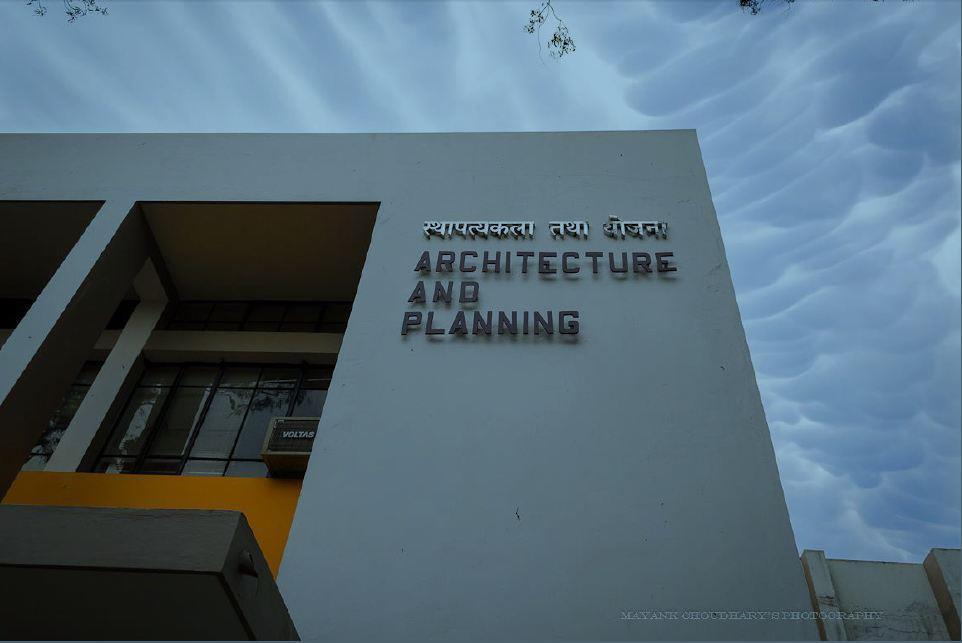 स्थापत्यकला तथा योजना
ARCHITECTURE
AND
PLANNING
VOLTAS
MAYANK CHOUDHARY'S PHOTOGRAPHY